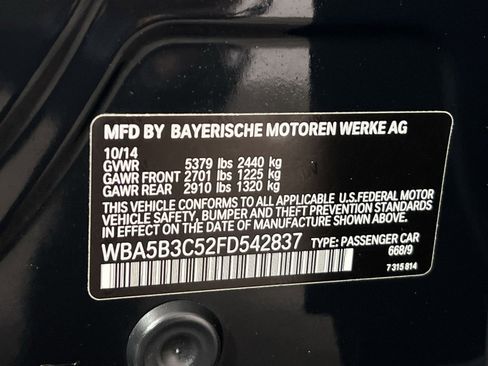 MFD BY BAYERISCHE MOTOREN WERKE AG
10/14
GVWR 5379 lbs 2440 kg
GAWR FRONT 2701 lbs 1225 kg
GAWR REAR 2910 lbs 1320 kg
THIS VEHICLE CONFORMS TO ALL APPLICABLE U.S.FEDERAL MOTOR
VEHICLE SAFETY, BUMPER, AND THEFT PREVENTION STANDARDS
IN EFFECT ON THE DATE OF MANUFACTURE SHOWN ABOVE.
WBA5B3C52FD542837 TYPE: PASSENGER CAR
668/9
7 315 814